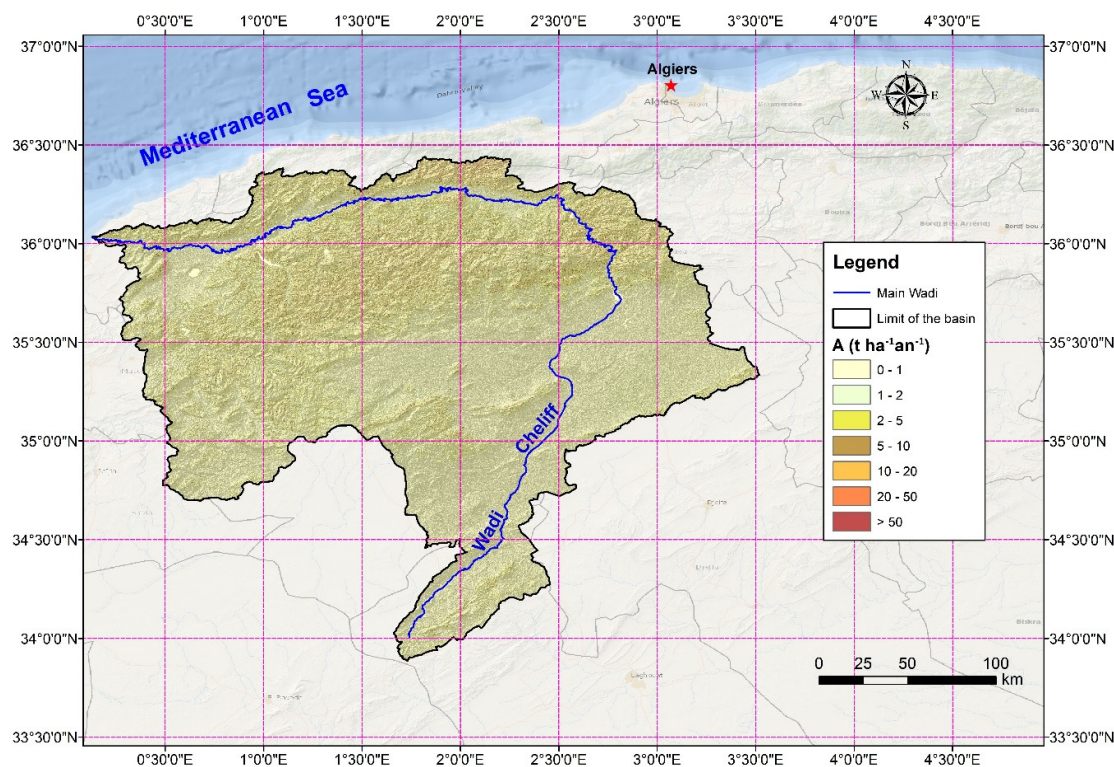 0°30'0"E 1°0'0"E 1°30'0"E 2°0'0"E 2°30'0"E 3°0'0"E 3°30'0"E 4°0'0"E 4°30'0"E
37°0'0"N 37°0'0"N
Algiers
N
W E
S
Algiers
Mediterranean Sea
36°30'0"N 36°30'0"N
Bouira
Bordj Bou Arréridj
36°0'0"N 36°0'0"N
Legend
Main Wadi
Limit of the basin
A (t ha⁻¹an⁻¹)
0 - 1
1 - 2
2 - 5
5 - 10
10 - 20
20 - 50
> 50
35°30'0"N 35°30'0"N
35°0'0"N 35°0'0"N
Wadi Cheliff
34°30'0"N 34°30'0"N
34°0'0"N 34°0'0"N
Biskra
Laghouat
0 25 50 100
km
33°30'0"N 33°30'0"N
0°30'0"E 1°0'0"E 1°30'0"E 2°0'0"E 2°30'0"E 3°0'0"E 3°30'0"E 4°0'0"E 4°30'0"E